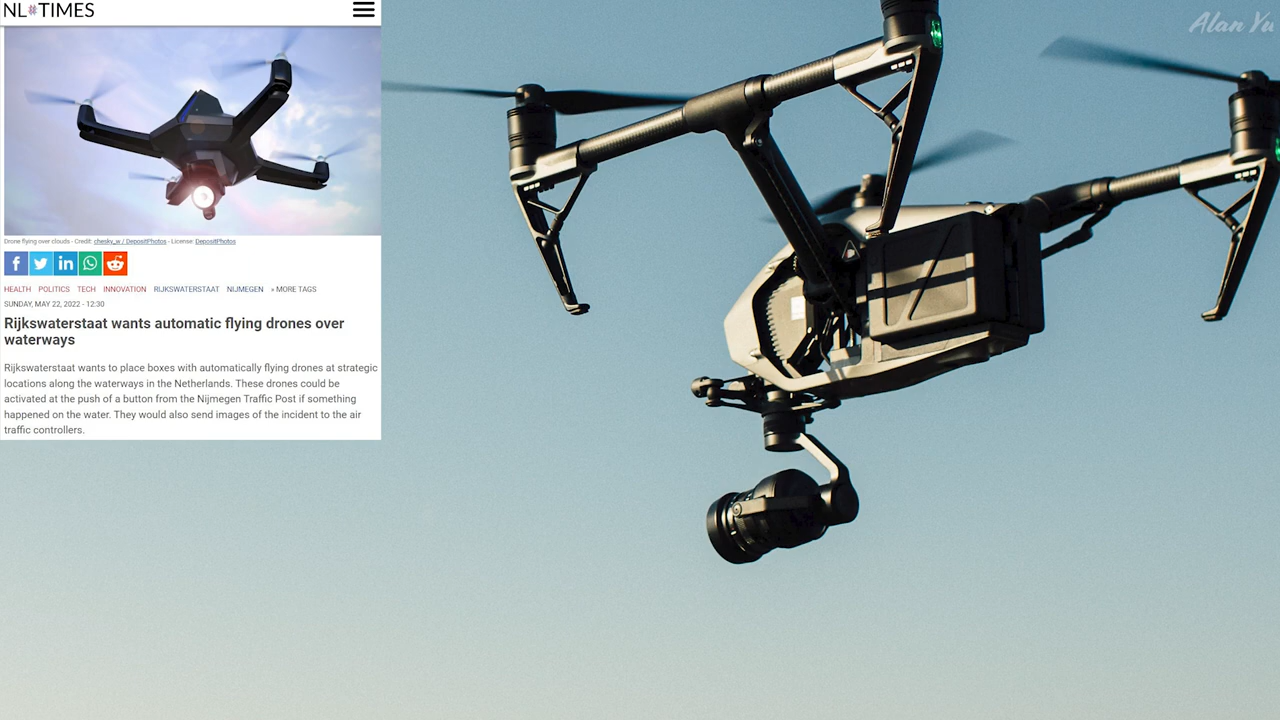 NL#TIMES
Alan Yu
Drone flying over clouds - Credit: chesky_w / DepositPhotos - License: DepositPhotos
HEALTH POLITICS TECH INNOVATION RIJKSWATERSTAAT NIJMEGEN » MORE TAGS
SUNDAY, MAY 22, 2022 - 12:30
Rijkswaterstaat wants automatic flying drones over
waterways
Rijkswaterstaat wants to place boxes with automatically flying drones at strategic
locations along the waterways in the Netherlands. These drones could be
activated at the push of a button from the Nijmegen Traffic Post if something
happened on the water. They would also send images of the incident to the air
traffic controllers.